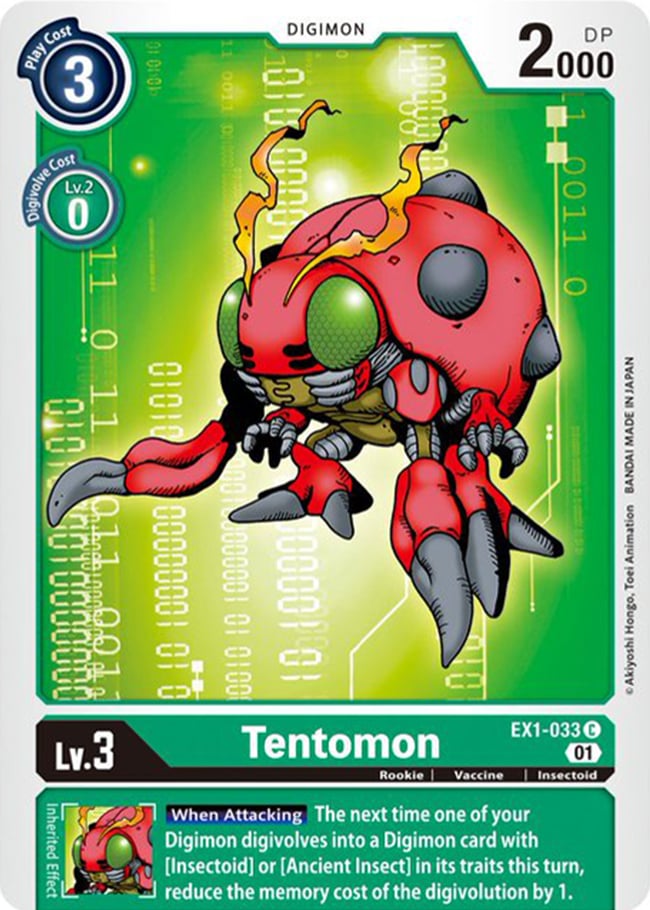 DIGIMON
Play Cost
3
DP
2000
Digivolve Cost
Lv.2
0
© Akiyoshi Hongo, Toei Animation BANDAI MADE IN JAPAN
Lv.3
Tentomon
EX1-033 C
01
Rookie | Vaccine | Insectoid
Inherited Effect
When Attacking The next time one of your
Digimon digivolves into a Digimon card with
[Insectoid] or [Ancient Insect] in its traits this turn,
reduce the memory cost of the digivolution by 1.